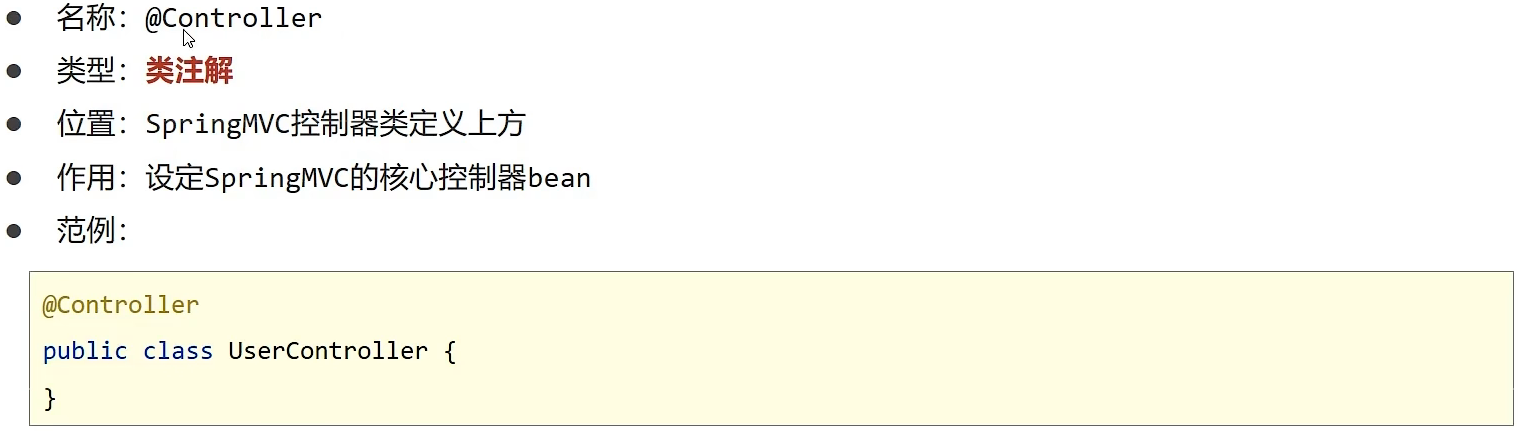 ● 名称：@Controller
● 类型：类注解
● 位置：SpringMVC控制器类定义上方
● 作用：设定SpringMVC的核心控制器bean
● 范例：
@Controller
public class UserController {
}